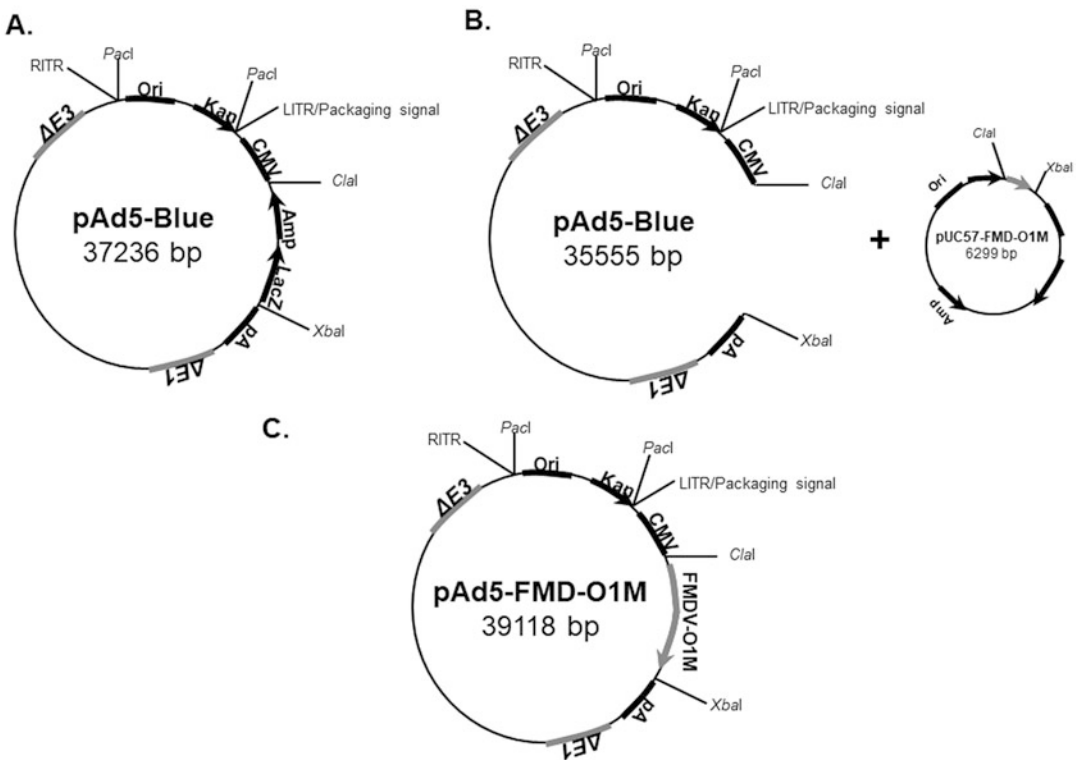 A.
PacI
RITR
Ori
PacI
Kan
LITR/Packaging signal
ΔE3
CMV
ClaI
pAd5-Blue
37236 bp
Amp
LacZ
XbaI
pA
ΔE1
B.
PacI
RITR
Ori
PacI
Kan
LITR/Packaging signal
ΔE3
CMV
ClaI
pAd5-Blue
35555 bp
XbaI
pA
ΔE1
+
ClaI
XbaI
Ori
pUC57-FMD-O1M
6299 bp
Amp
C.
PacI
RITR
Ori
PacI
Kan
LITR/Packaging signal
ΔE3
CMV
ClaI
pAd5-FMD-O1M
39118 bp
FMDV-O1M
XbaI
pA
ΔE1